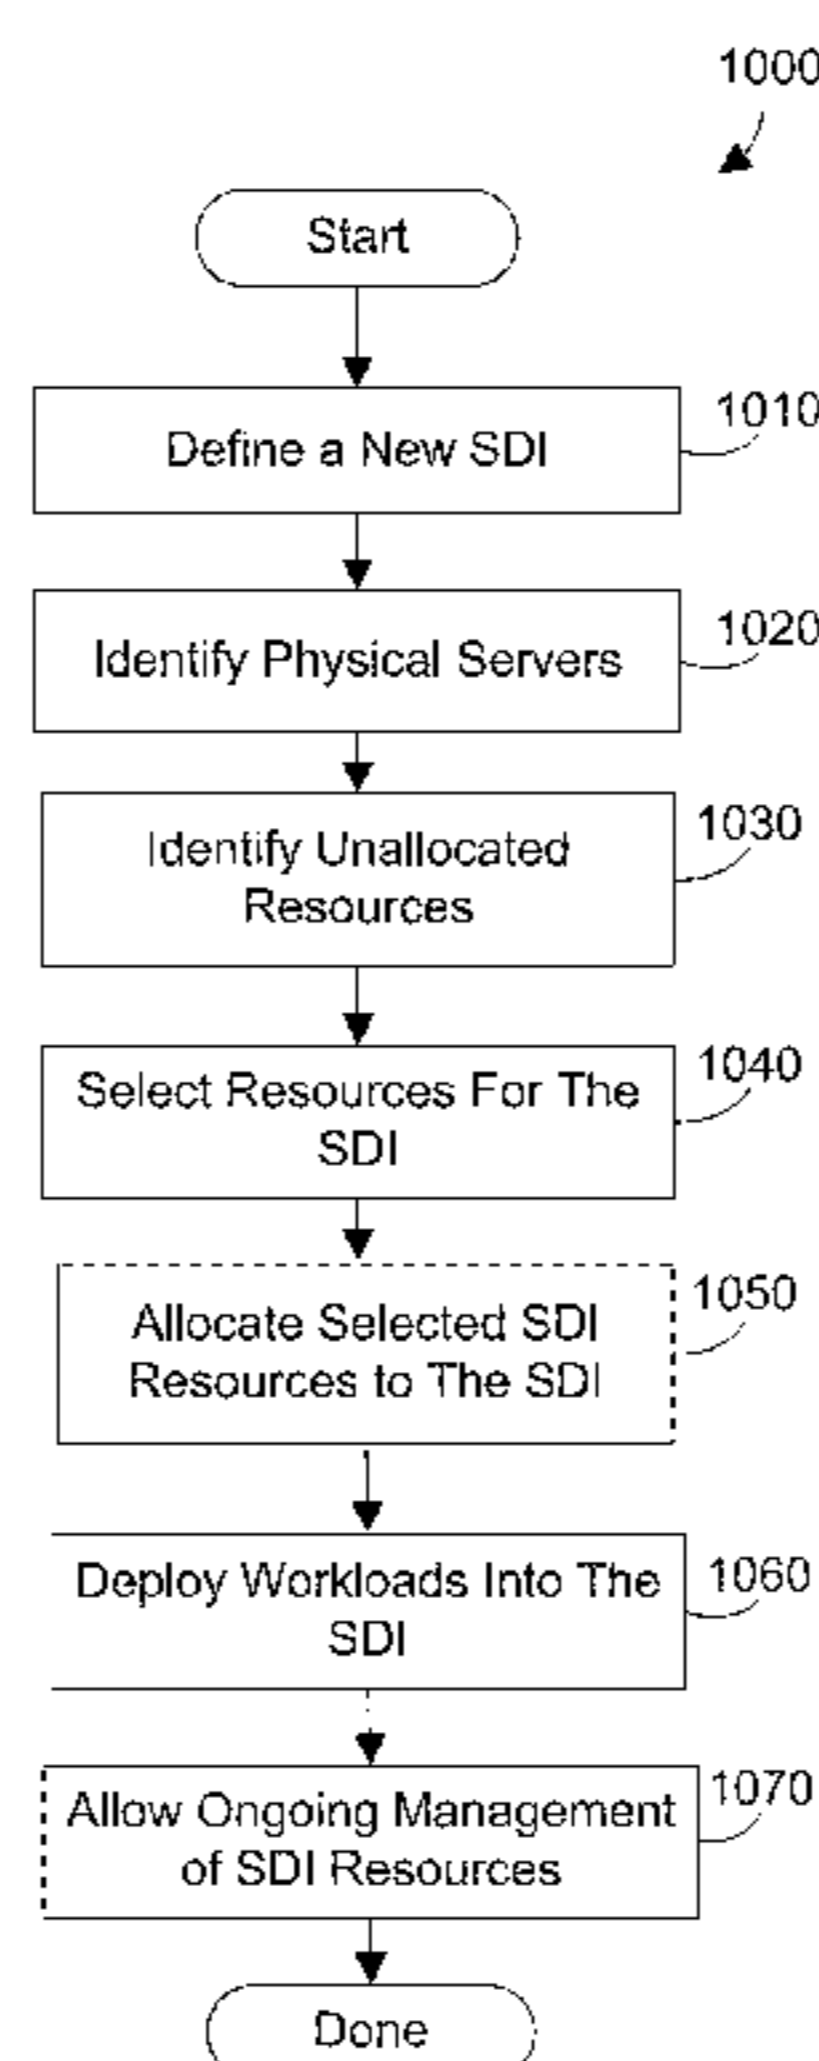 1000
Start
1010
Define a New SDI
1020
Identify Physical Servers
1030
Identify Unallocated
Resources
1040
Select Resources For The
SDI
1050
Allocate Selected SDI
Resources to The SDI
1060
Deploy Workloads Into The
SDI
1070
Allow Ongoing Management
of SDI Resources
Done